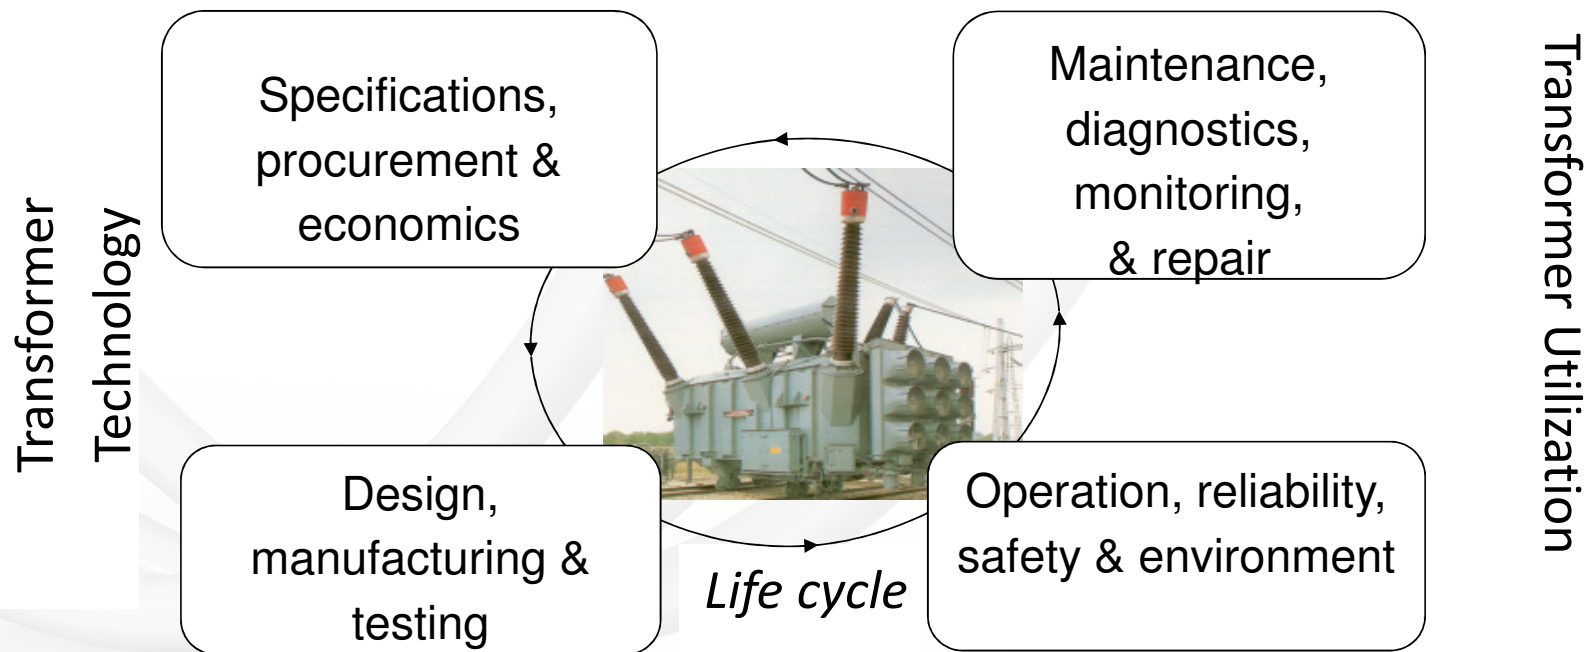 Transformer
Technology
Specifications,
procurement &
economics
Maintenance,
diagnostics,
monitoring,
& repair
Design,
manufacturing &
testing
Operation, reliability,
safety & environment
Life cycle
Transformer Utilization